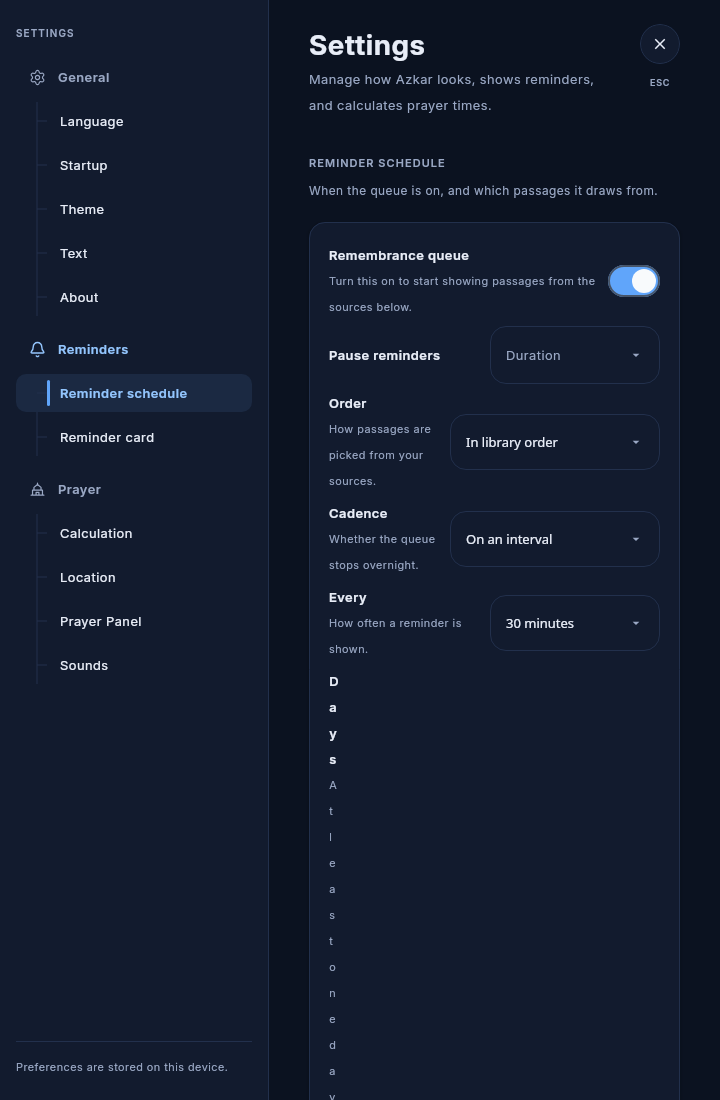 SETTINGS
General
Language
Startup
Theme
Text
About
Reminders
Reminder schedule
Reminder card
Prayer
Calculation
Location
Prayer Panel
Sounds
Preferences are stored on this device.
Settings
Manage how Azkar looks, shows reminders,
and calculates prayer times.
ESC
REMINDER SCHEDULE
When the queue is on, and which passages it draws from.
Remembrance queue
Turn this on to start showing passages from the
sources below.
Pause reminders
Duration
Order
How passages are
picked from your
sources.
In library order
Cadence
Whether the queue
stops overnight.
On an interval
Every
How often a reminder is
shown.
30 minutes
D
a
y
s
A
t
l
e
a
s
t
o
n
e
d
a
y